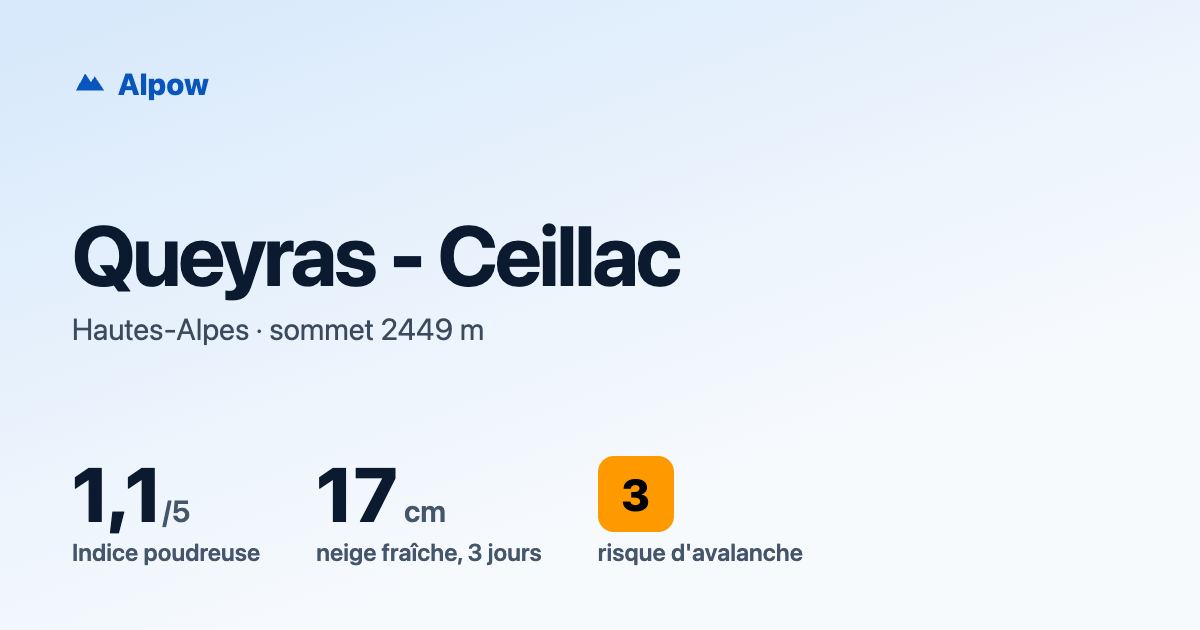 Alpow
Queyras - Ceillac
Hautes-Alpes · sommet 2449 m
1,1/5
Indice poudreuse
17 cm
neige fraîche, 3 jours
3
risque d'avalanche